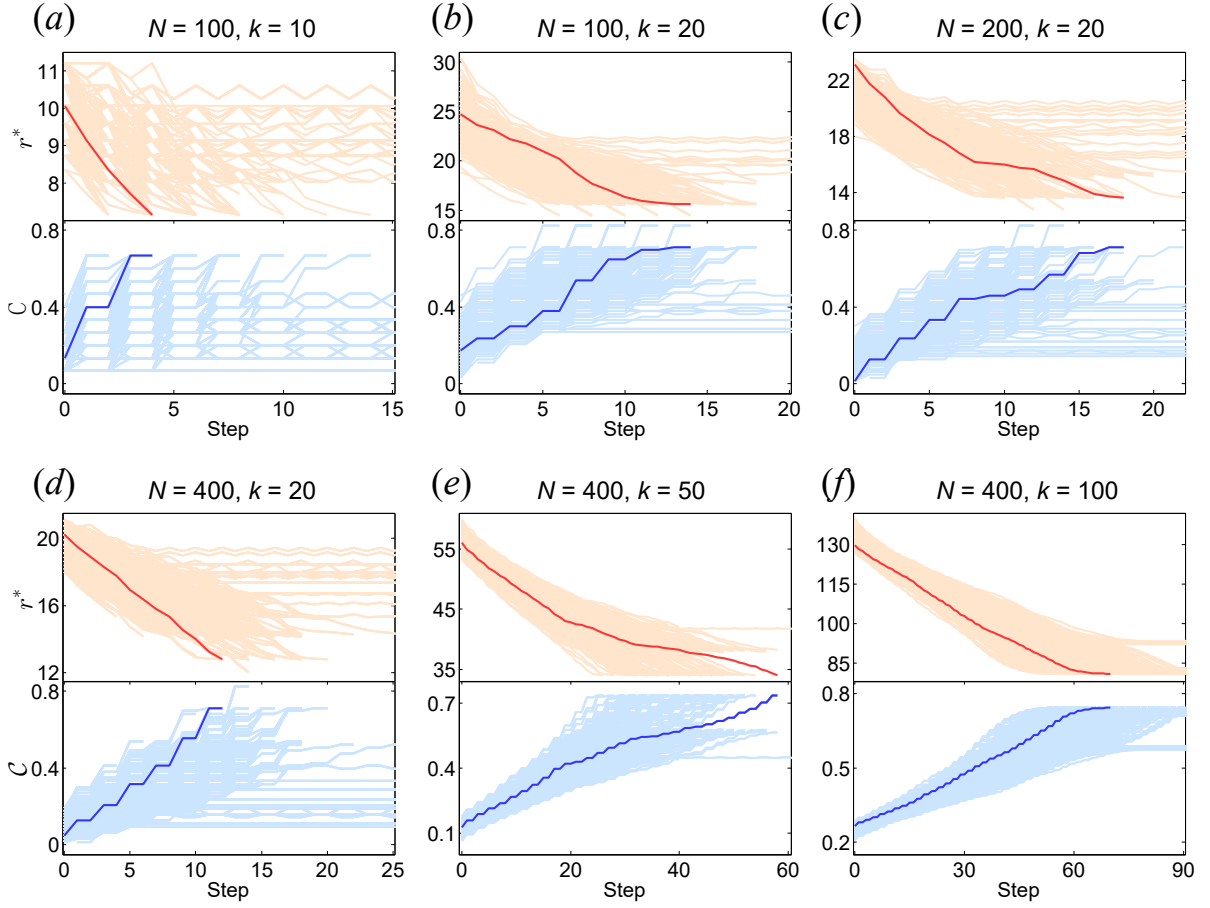 (a) N = 100, k = 10
11
10
9
8
r*
0.8
0.4
0
C
0 5 10 15
Step
(b) N = 100, k = 20
30
25
20
15
0.8
0.4
0
0 5 10 15 20
Step
(c) N = 200, k = 20
22
18
14
0.8
0.4
0
0 5 10 15 20
Step
(d) N = 400, k = 20
20
16
12
r*
0.8
0.4
0
C
0 5 10 15 20 25
Step
(e) N = 400, k = 50
55
45
35
0.7
0.4
0.1
0 20 40 60
Step
(f) N = 400, k = 100
130
115
100
85
0.8
0.5
0.2
0 30 60 90
Step